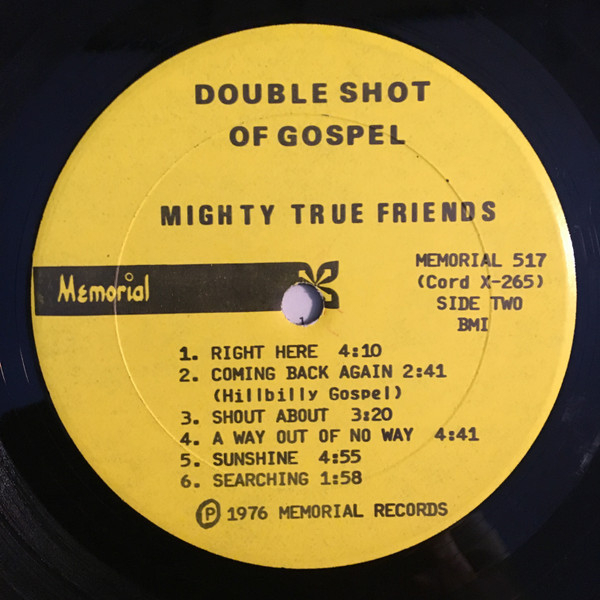 DOUBLE SHOT
OF GOSPEL
MIGHTY TRUE FRIENDS
Memorial
MEMORIAL 517
(Cord X-265)
SIDE TWO
BMI
1. RIGHT HERE 4:10
2. COMING BACK AGAIN 2:41
(Hillbilly Gospel)
3. SHOUT ABOUT 3:20
4. A WAY OUT OF NO WAY 4:41
5. SUNSHINE 4:55
6. SEARCHING 1:58
Ⓟ 1976 MEMORIAL RECORDS